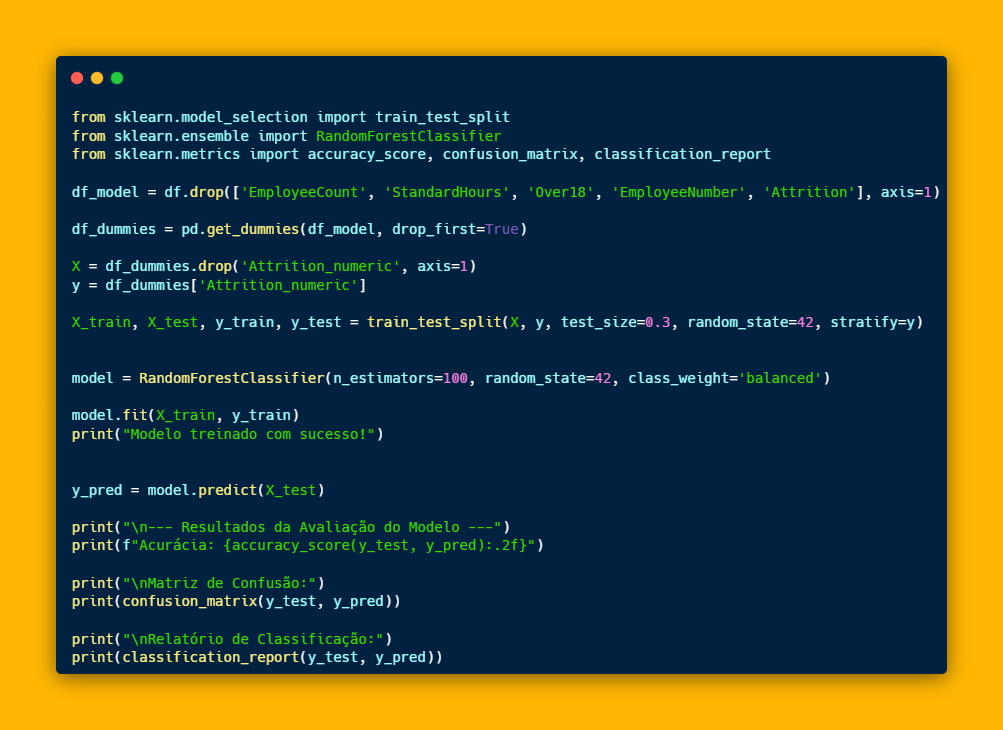 from sklearn.model_selection import train_test_split
from sklearn.ensemble import RandomForestClassifier
from sklearn.metrics import accuracy_score, confusion_matrix, classification_report
df_model = df.drop(['EmployeeCount', 'StandardHours', 'Over18', 'EmployeeNumber', 'Attrition'], axis=1)
df_dummies = pd.get_dummies(df_model, drop_first=True)
X = df_dummies.drop('Attrition_numeric', axis=1)
y = df_dummies['Attrition_numeric']
X_train, X_test, y_train, y_test = train_test_split(X, y, test_size=0.3, random_state=42, stratify=y)
model = RandomForestClassifier(n_estimators=100, random_state=42, class_weight='balanced')
model.fit(X_train, y_train)
print("Modelo treinado com sucesso!")
y_pred = model.predict(X_test)
print("\n--- Resultados da Avaliação do Modelo ---")
print(f"Acurácia: {accuracy_score(y_test, y_pred):.2f}")
print("\nMatriz de Confusão:")
print(confusion_matrix(y_test, y_pred))
print("\nRelatório de Classificação:")
print(classification_report(y_test, y_pred))